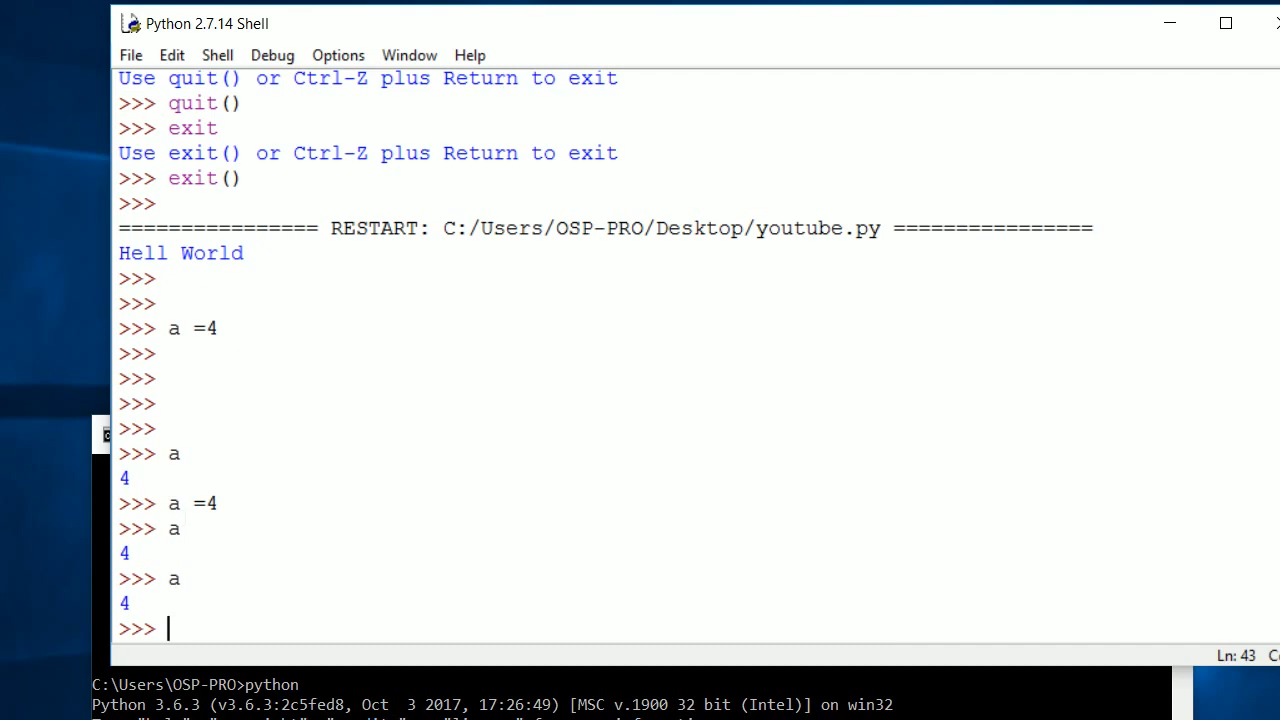 Python 2.7.14 Shell
File Edit Shell Debug Options Window Help
Use quit() or Ctrl-Z plus Return to exit
>>> quit()
>>> exit
Use exit() or Ctrl-Z plus Return to exit
>>> exit()
>>>
================ RESTART: C:/Users/OSP-PRO/Desktop/youtube.py ================
Hell World
>>>
>>>
>>> a =4
>>>
>>>
>>>
>>>
>>> a
4
>>> a =4
>>> a
4
>>> a
4
>>>
Ln: 43
C:\Users\OSP-PRO>python
Python 3.6.3 (v3.6.3:2c5fed8, Oct  3 2017, 17:26:49) [MSC v.1900 32 bit (Intel)] on win32